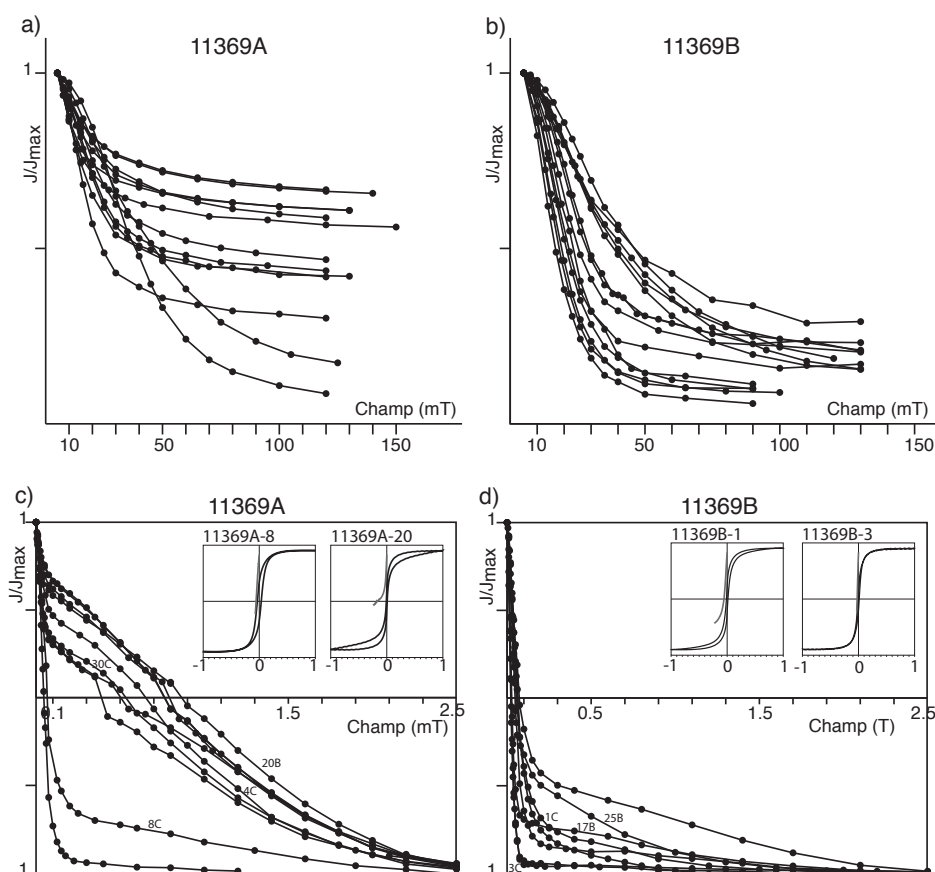 a)
11369A
1
J/Jmax
Champ (mT)
10 50 100 150
b)
11369B
1
J/Jmax
Champ (mT)
10 50 100 150
c)
11369A
1
J/Jmax
11369A-8
-1 0 1
11369A-20
-1 0 1
30C
0.1 1.5 2.5
Champ (mT)
20B
4C
8C
1
d)
11369B
1
J/Jmax
11369B-1
-1 0 1
11369B-3
-1 0 1
0.5 1.5 2.5
Champ (T)
1C
25B
17B
3C
1